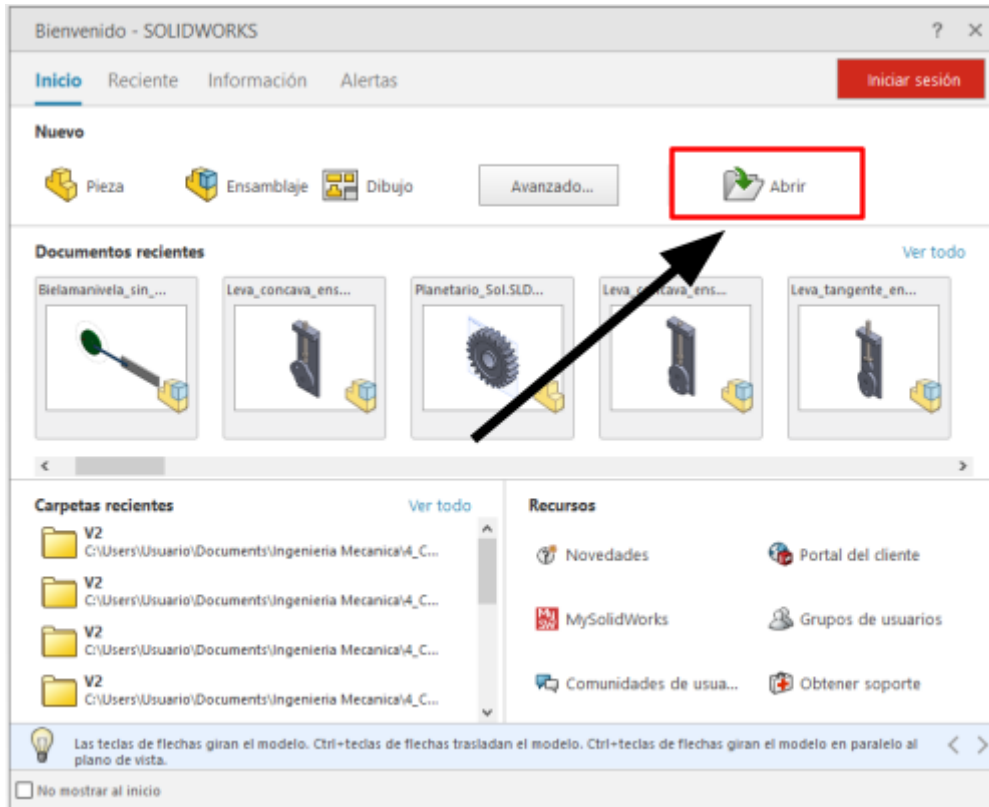 Bienvenido - SOLIDWORKS
?
Inicio Reciente Información Alertas Iniciar sesión
Nuevo
Pieza Ensamblaje Dibujo Avanzado... Abrir
Documentos recientes Ver todo
Bielamanivela_sin_... Leva_concava_ens... Planetario_Sol.SLD... Leva_concava_ens... Leva_tangente_en...
Carpetas recientes Ver todo Recursos
V2
C:\Users\Usuario\Documents\Ingenieria Mecanica\4_C...
V2
C:\Users\Usuario\Documents\Ingenieria Mecanica\4_C...
V2
C:\Users\Usuario\Documents\Ingenieria Mecanica\4_C...
V2
C:\Users\Usuario\Documents\Ingenieria Mecanica\4_C...
Novedades Portal del cliente
My SW MySolidWorks Grupos de usuarios
Comunidades de usua... Obtener soporte
Las teclas de flechas giran el modelo. Ctrl+teclas de flechas trasladan el modelo. Ctrl+teclas de flechas giran el modelo en paralelo al
plano de vista.
No mostrar al inicio